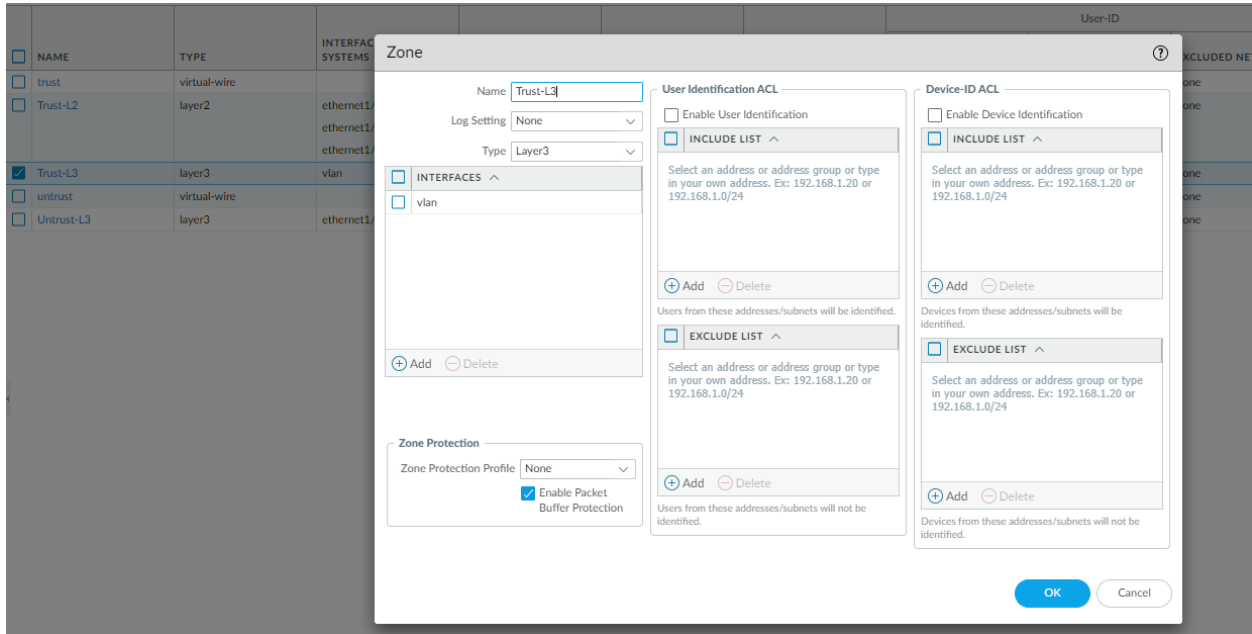 User-ID
INTERFAC
NAME TYPE SYSTEMS XCLUDED NE
trust virtual-wire one
Trust-L2 layer2 ethernet1/ one
ethernet1/
ethernet1/
Trust-L3 layer3 vlan one
untrust virtual-wire one
Untrust-L3 layer3 ethernet1/ one
Zone
Name Trust-L3
Log Setting None
Type Layer3
INTERFACES
vlan
Add Delete
Zone Protection
Zone Protection Profile None
Enable Packet
Buffer Protection
User Identification ACL
Enable User Identification
INCLUDE LIST
Select an address or address group or type
in your own address. Ex: 192.168.1.20 or
192.168.1.0/24
Add Delete
Users from these addresses/subnets will be identified.
EXCLUDE LIST
Select an address or address group or type
in your own address. Ex: 192.168.1.20 or
192.168.1.0/24
Add Delete
Users from these addresses/subnets will not be
identified.
Device-ID ACL
Enable Device Identification
INCLUDE LIST
Select an address or address group or type
in your own address. Ex: 192.168.1.20 or
192.168.1.0/24
Add Delete
Devices from these addresses/subnets will be
identified.
EXCLUDE LIST
Select an address or address group or type
in your own address. Ex: 192.168.1.20 or
192.168.1.0/24
Add Delete
Devices from these addresses/subnets will not be
identified.
OK Cancel